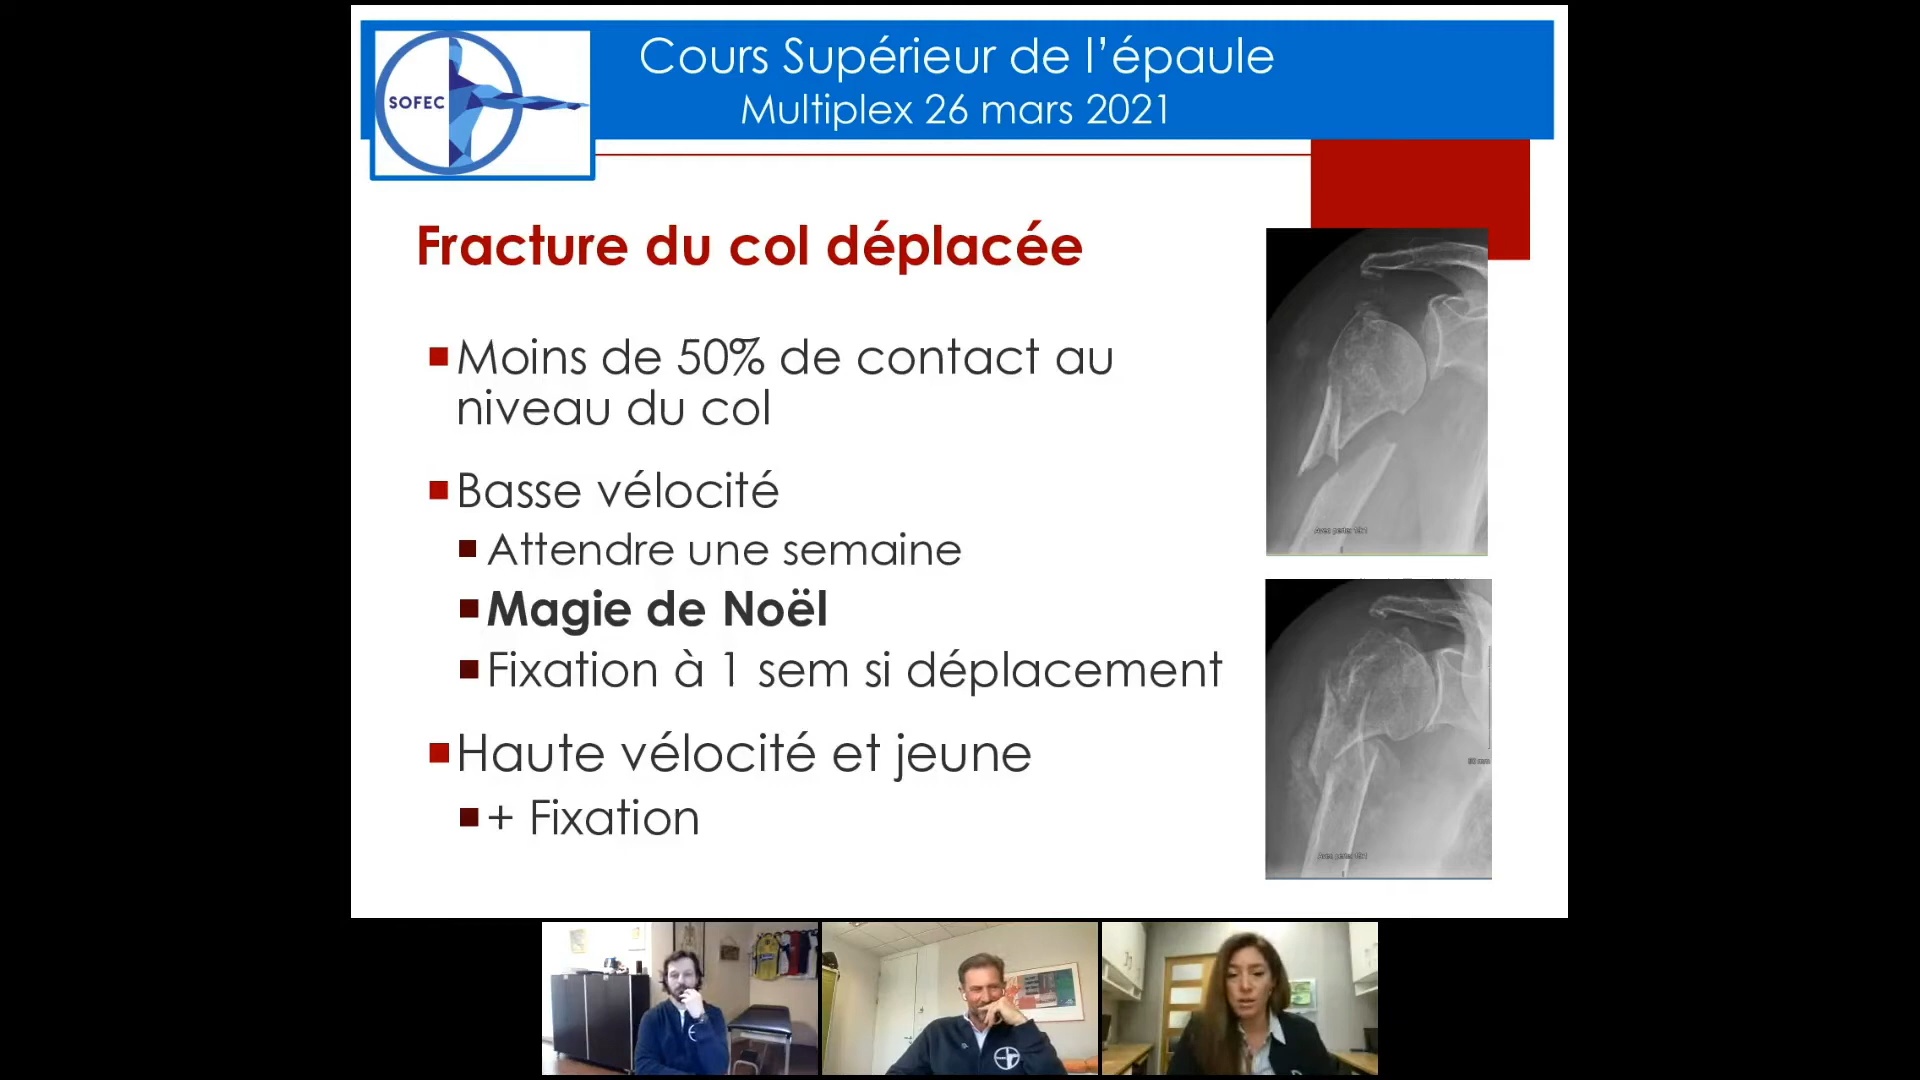 SOFEC
Cours Supérieur de l’épaule
Multiplex 26 mars 2021
Fracture du col déplacée
Moins de 50% de contact au
niveau du col
Basse vélocité
Attendre une semaine
Magie de Noël
Fixation à 1 sem si déplacement
Haute vélocité et jeune
+ Fixation